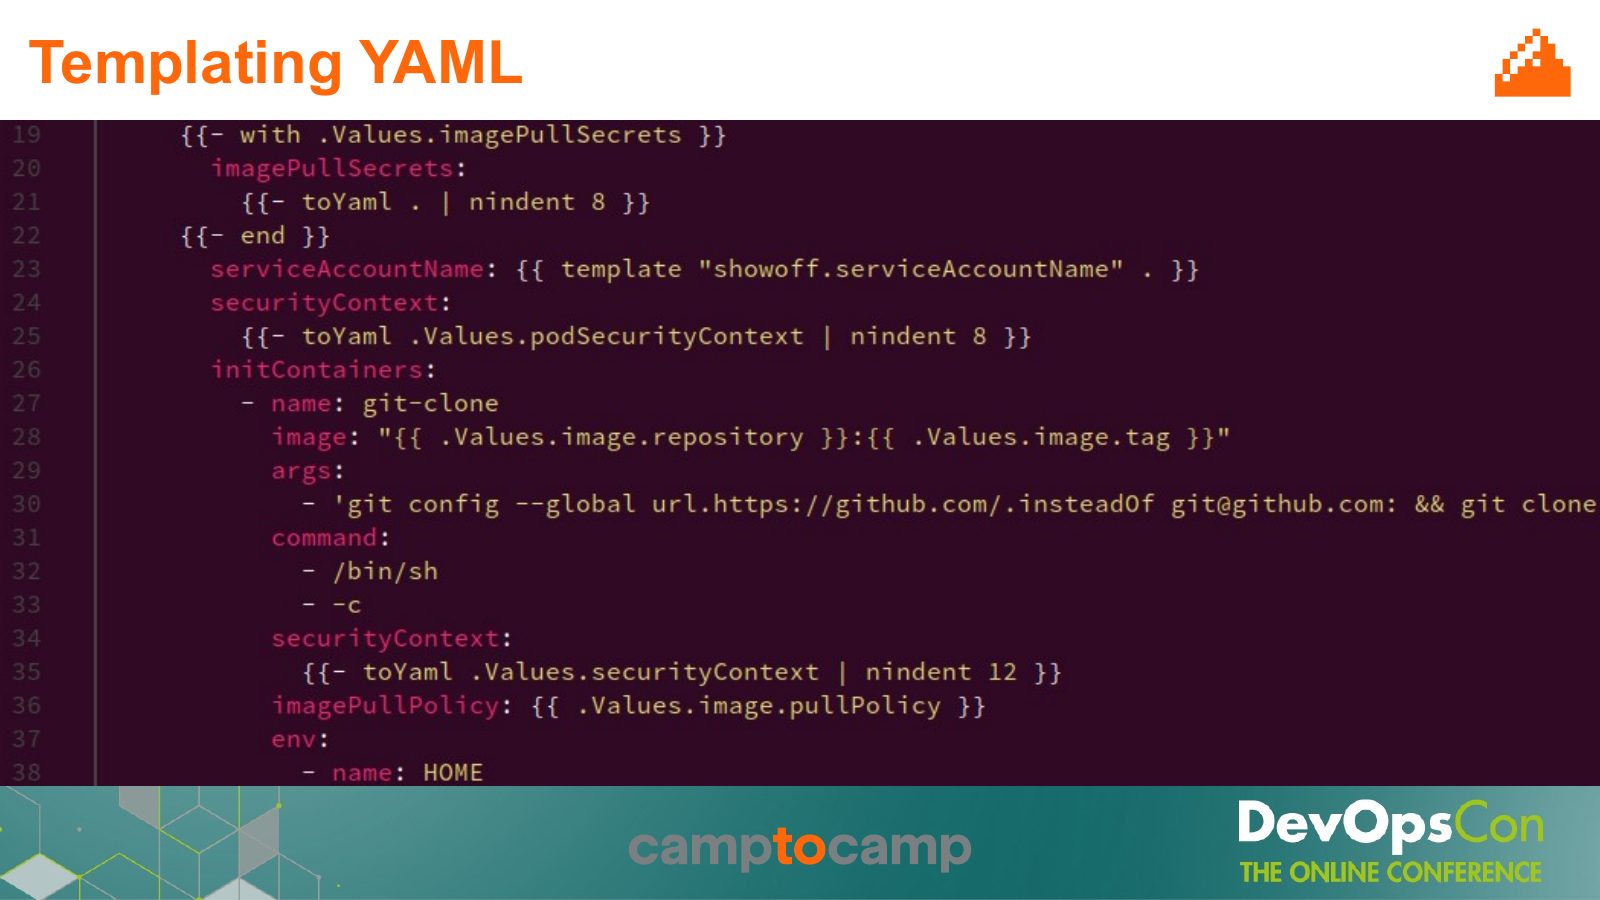 Templating YAML
19 {{- with .Values.imagePullSecrets }}
20 imagePullSecrets:
21 {{- toYaml . | nindent 8 }}
22 {{- end }}
23 serviceAccountName: {{ template "showoff.serviceAccountName" . }}
24 securityContext:
25 {{- toYaml .Values.podSecurityContext | nindent 8 }}
26 initContainers:
27 - name: git-clone
28 image: "{{ .Values.image.repository }}:{{ .Values.image.tag }}"
29 args:
30 - 'git config --global url.https://github.com/.insteadOf git@github.com: && git clone
31 command:
32 - /bin/sh
33 - -c
34 securityContext:
35 {{- toYaml .Values.securityContext | nindent 12 }}
36 imagePullPolicy: {{ .Values.image.pullPolicy }}
37 env:
38 - name: HOME
camptocamp
DevOpsCon
THE ONLINE CONFERENCE